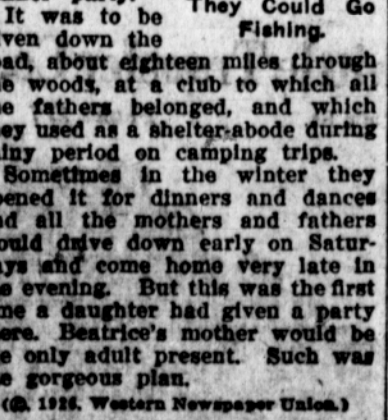 They Could Go
Fishing.
It was to be
ven down the
ad, about eighteen miles through
e woods, at a club to which all
e fathers belonged, and which
ey used as a shelter-abode during
iny period on camping trips.
Sometimes in the winter they
ened it for dinners and dances
d all the mothers and fathers
ould drive down early on Satur-
ays and come home very late in
e evening. But this was the first
me a daughter had given a party
ere. Beatrice's mother would be
e only adult present. Such was
e gorgeous plan.
(©. 1926. Western Newspaper Union.)